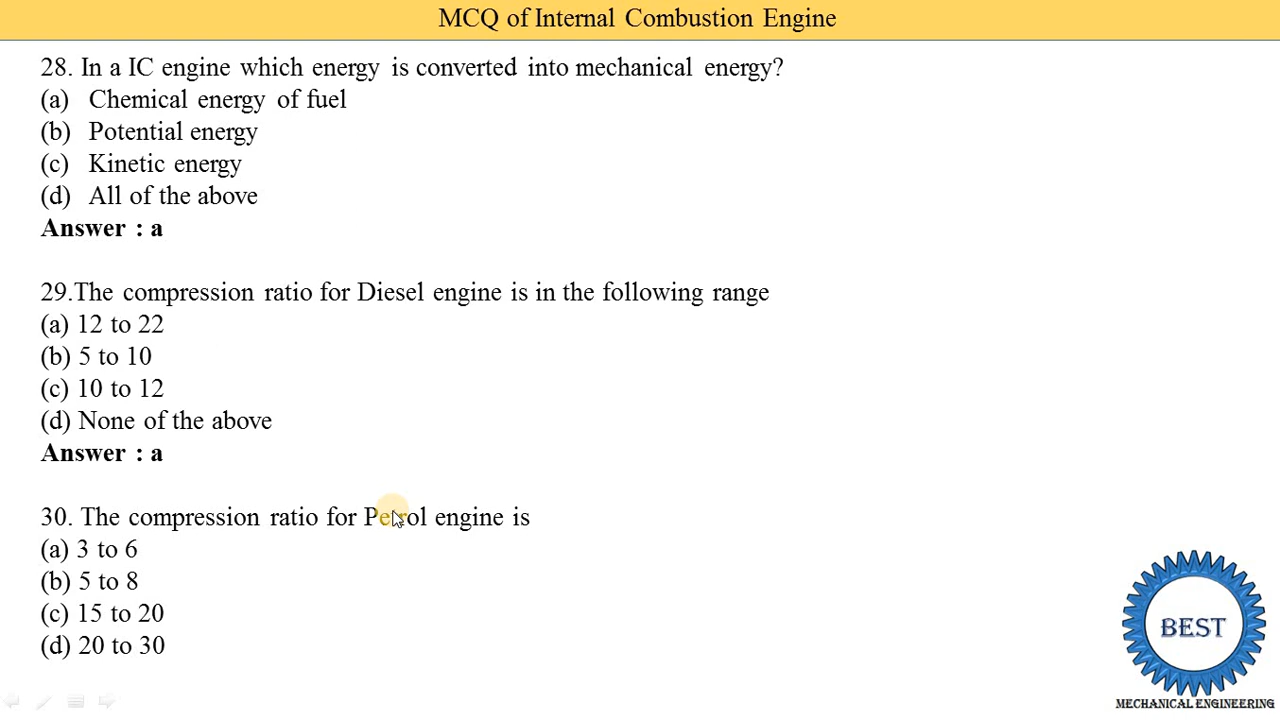 MCQ of Internal Combustion Engine
28. In a IC engine which energy is converted into mechanical energy?
(a) Chemical energy of fuel
(b) Potential energy
(c) Kinetic energy
(d) All of the above
Answer : a
29.The compression ratio for Diesel engine is in the following range
(a) 12 to 22
(b) 5 to 10
(c) 10 to 12
(d) None of the above
Answer : a
30. The compression ratio for Petrol engine is
(a) 3 to 6
(b) 5 to 8
(c) 15 to 20
(d) 20 to 30
BEST
MECHANICAL ENGINEERING